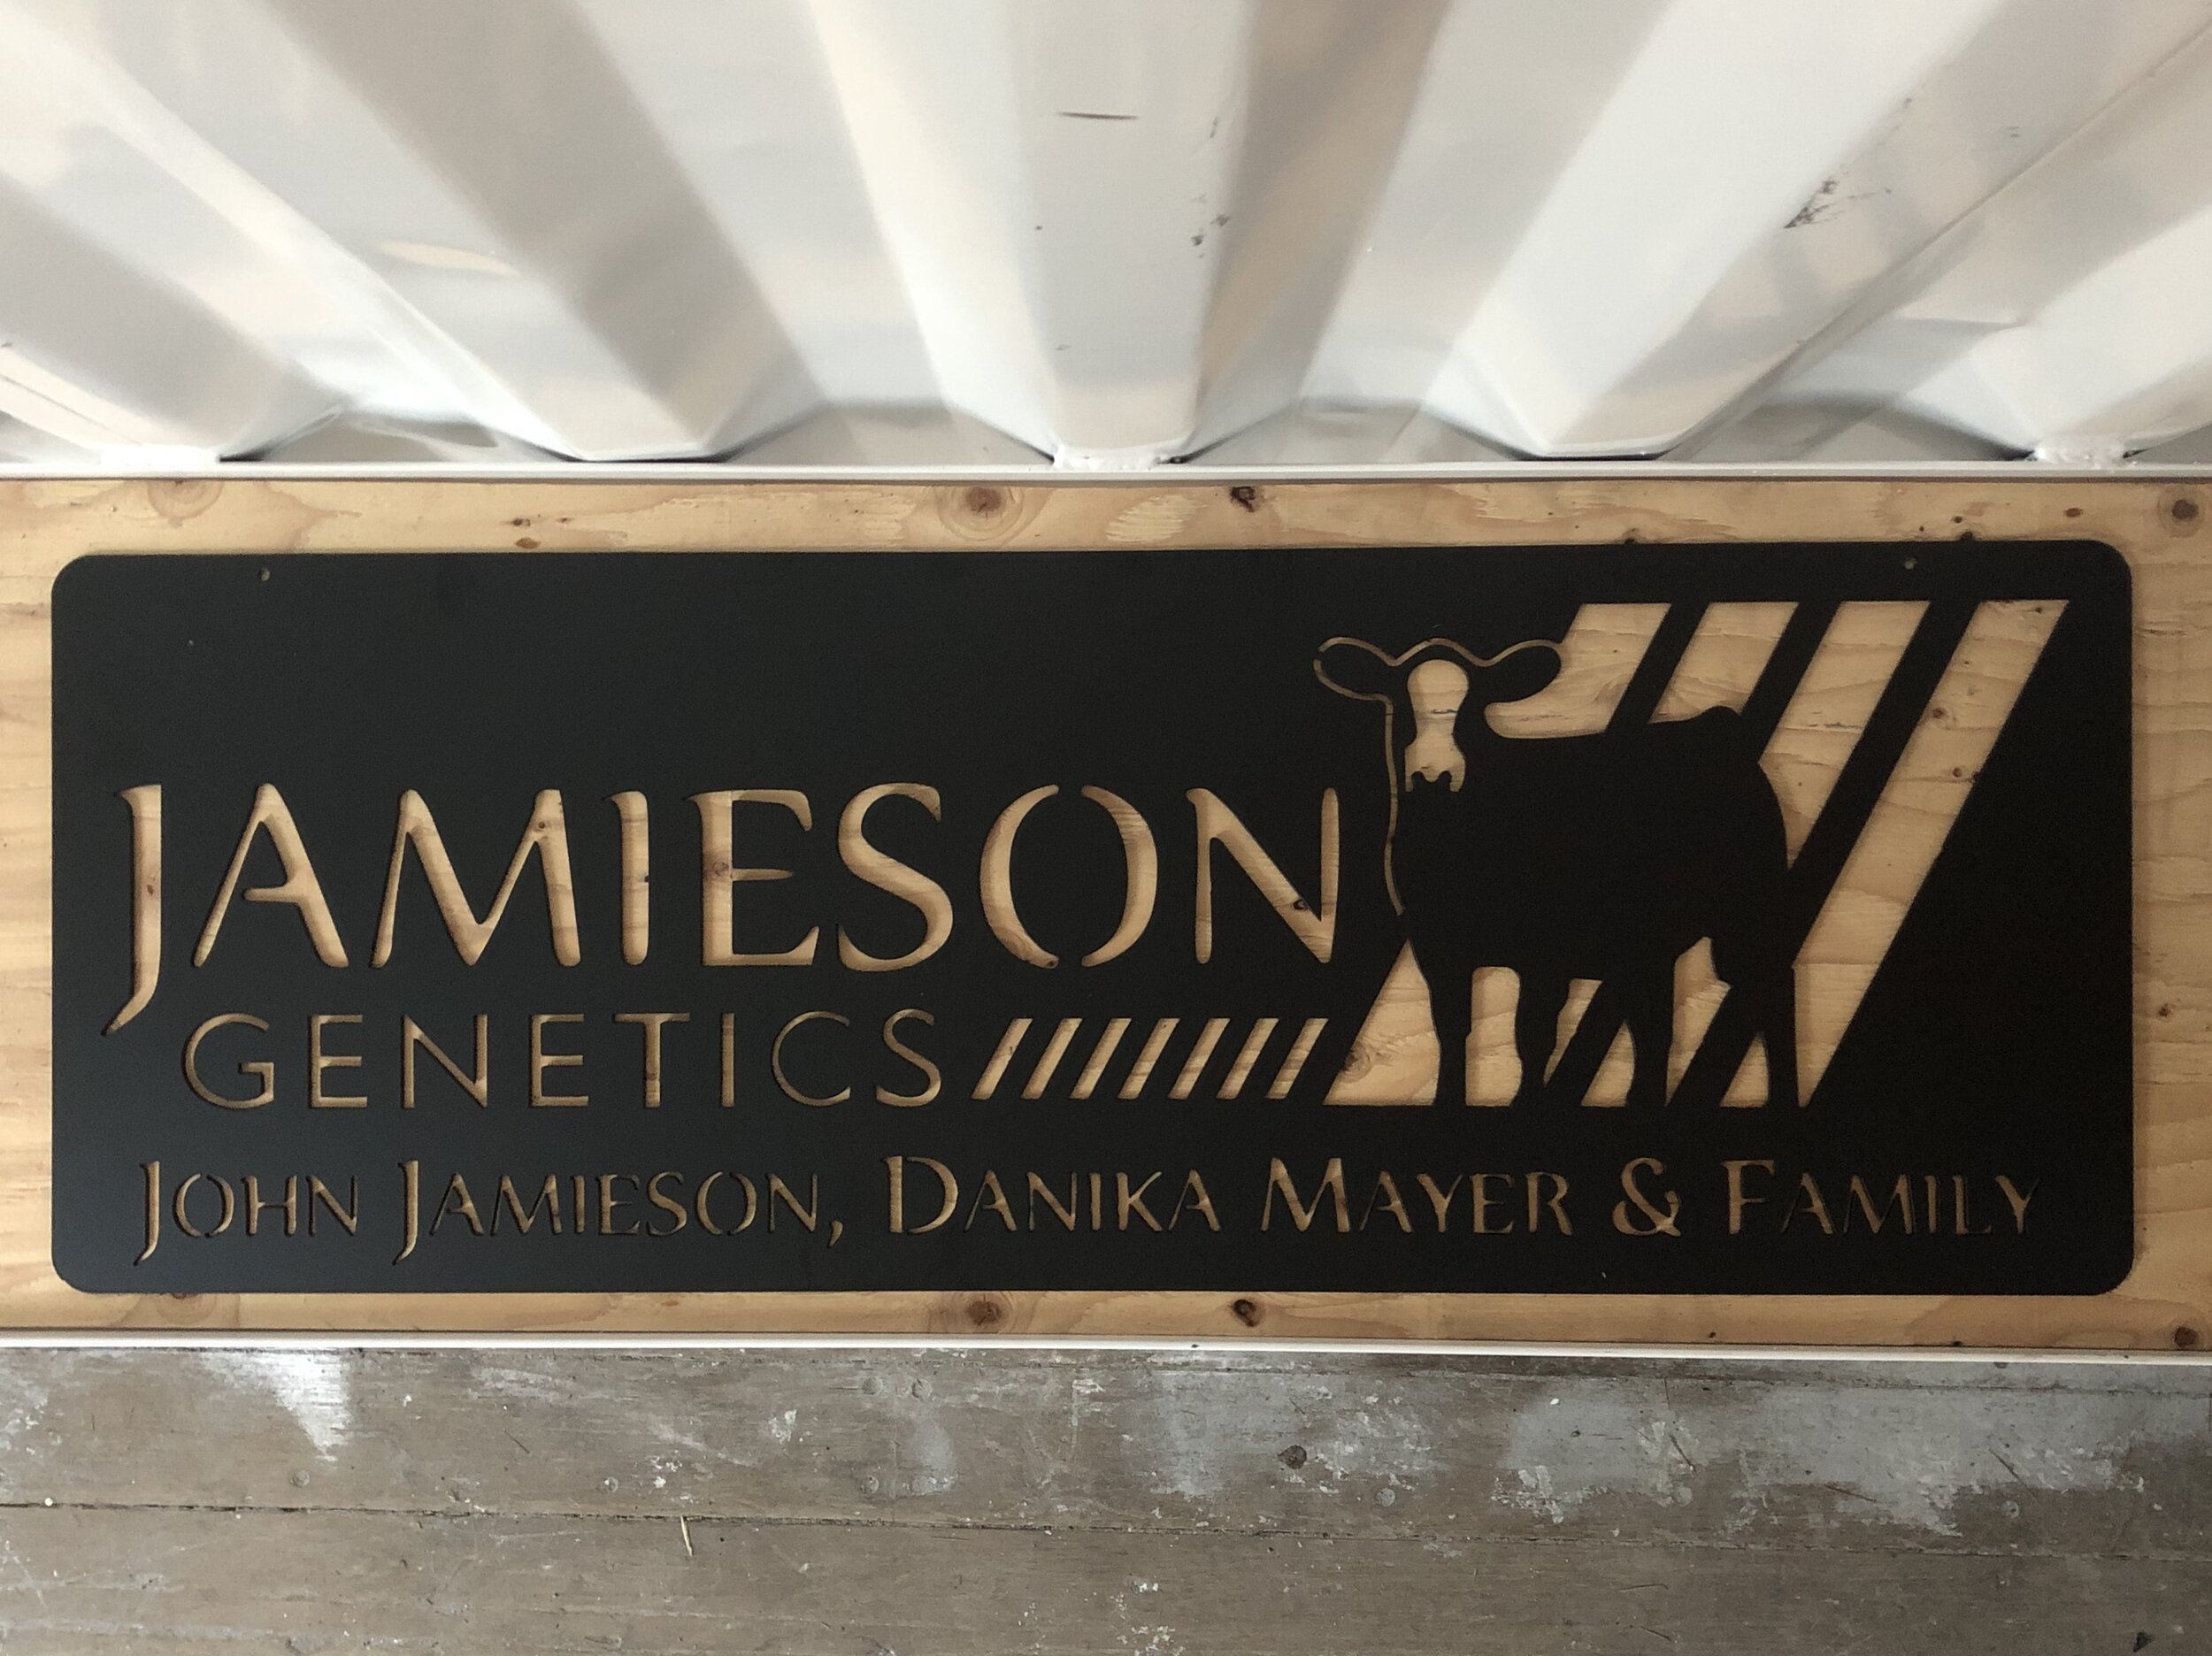 JAMIESON
GENETICS
JOHN JAMIESON, DANIKA MAYER & FAMILY